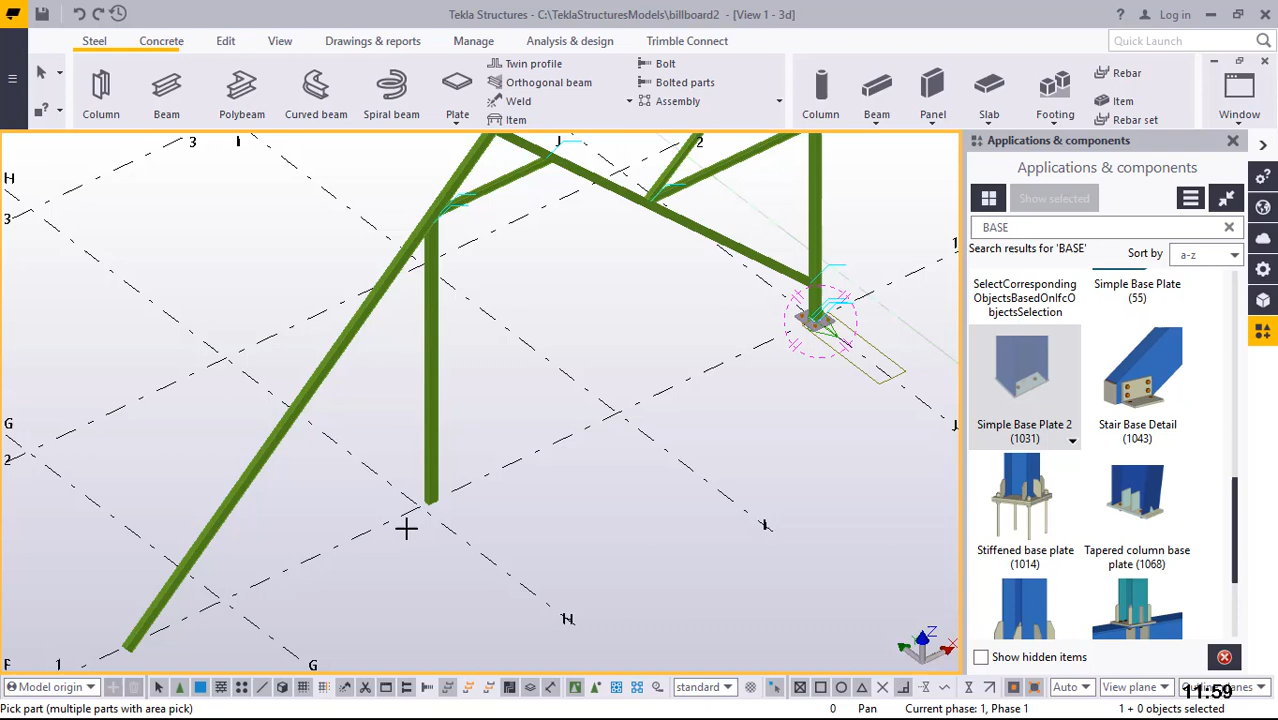 Tekla Structures - C:\TeklaStructuresModels\billboard2 - [View 1 - 3d]
Log in
Steel
Concrete
Edit
View
Drawings & reports
Manage
Analysis & design
Trimble Connect
Quick Launch
Column
Beam
Polybeam
Curved beam
Spiral beam
Plate
Twin profile
Orthogonal beam
Weld
Item
Bolt
Bolted parts
Assembly
Column
Beam
Panel
Slab
Footing
Rebar
Item
Rebar set
Window
3
I
J
2
H
3
1
G
2
J
I
H
F
1
G
Z
Applications & components
Applications & components
Show selected
BASE
Search results for 'BASE'
Sort by
a-z
SelectCorresponding
ObjectsBasedOnIfcO
bjectsSelection
Simple Base Plate
(55)
Simple Base Plate 2
(1031)
Stair Base Detail
(1043)
Stiffened base plate
(1014)
Tapered column base
plate (1068)
Show hidden items
Model origin
standard
Auto
View plane
11:59
Pick part (multiple parts with area pick)
0
Pan
Current phase: 1, Phase 1
1 + 0 objects selected